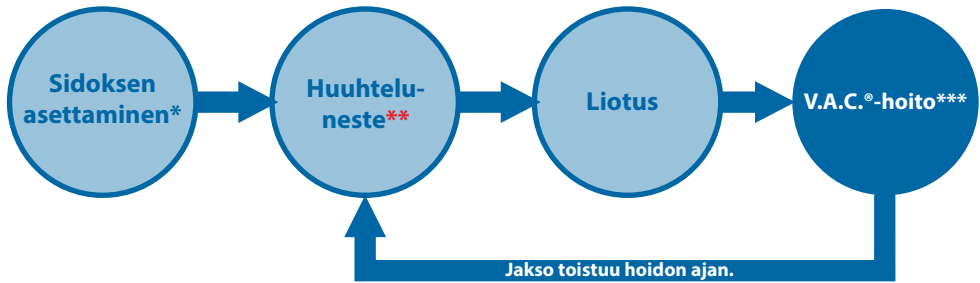 Sidoksen
asettaminen*
Huuhtelu-
neste**
Liotus
V.A.C.®-hoito***
Jakso toistuu hoidon ajan.